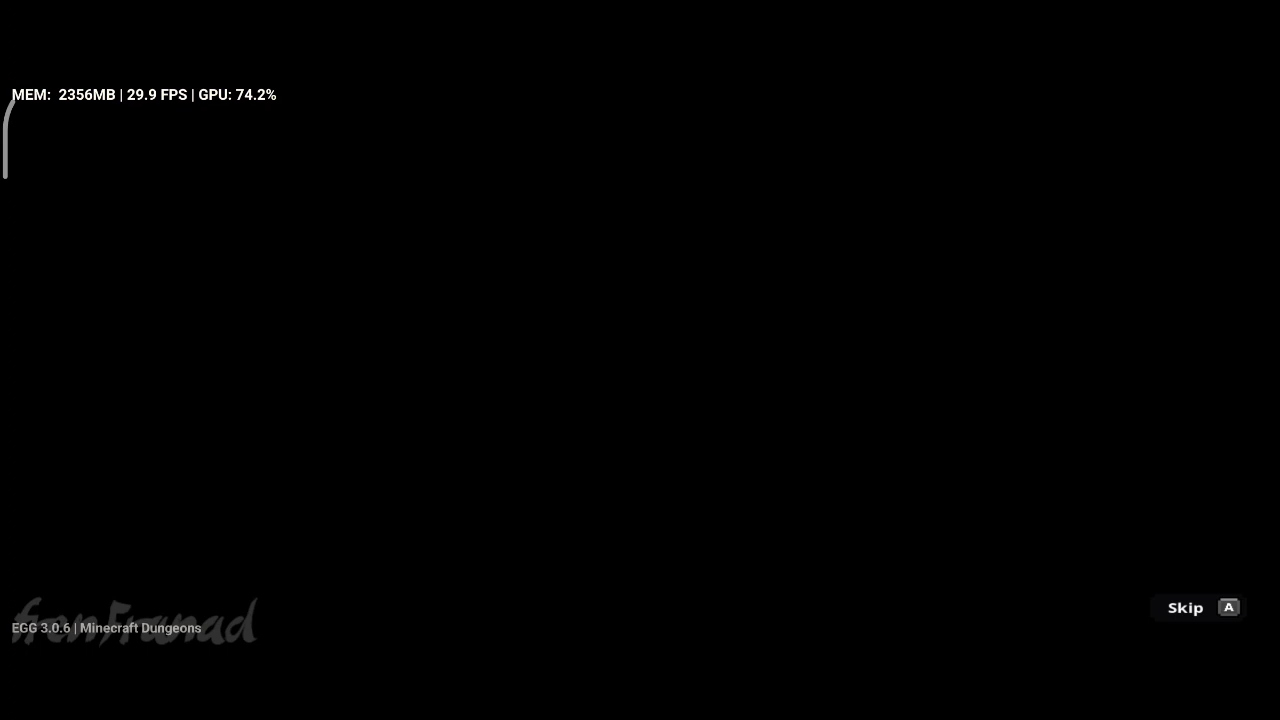 MEM: 2356MB | 29.9 FPS | GPU: 74.2%
Skip A
EGG 3.0.6 | Minecraft Dungeons